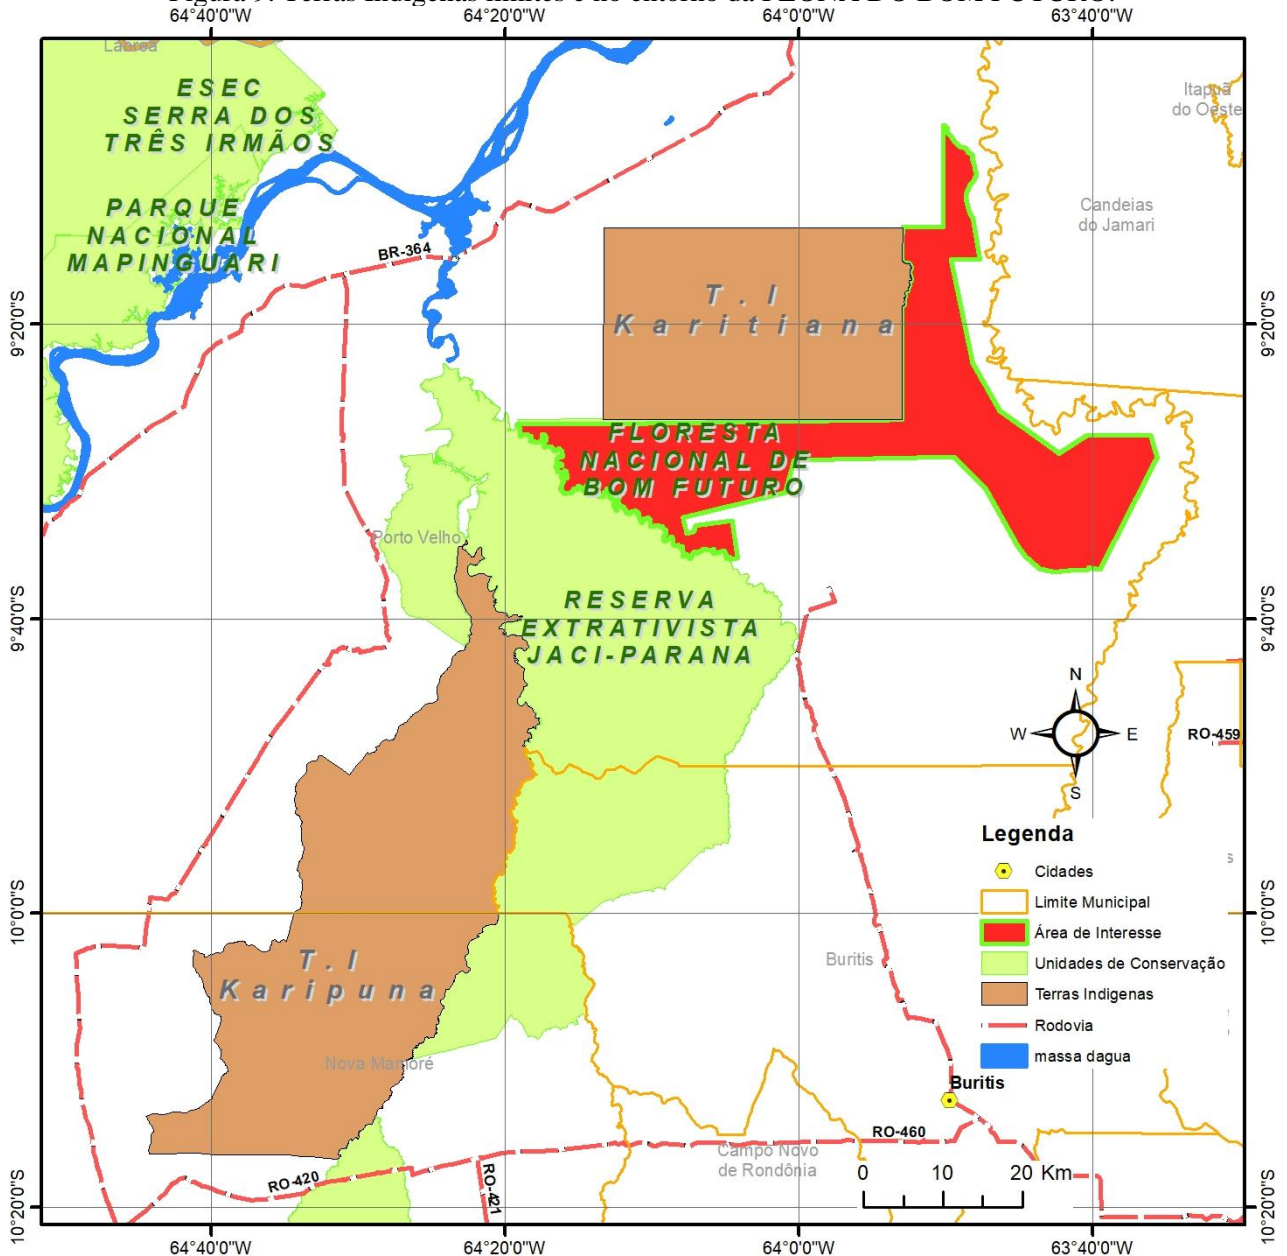 64°40'0"W
64°20'0"W
64°0'0"W
63°40'0"W
Lábrea
ESEC
SERRA DOS
TRÊS IRMÃOS
Itapuã
do Oeste
PARQUE
NACIONAL
MAPINGUARI
Candeias
do Jamari
BR-364
T . I
K a r i t i a n a
9°20'0"S
9°20'0"S
FLORESTA
NACIONAL DE
BOM FUTURO
Porto Velho
RESERVA
EXTRATIVISTA
JACI-PARANA
9°40'0"S
9°40'0"S
N
W
E
S
RO-459
Legenda
Cidades
Limite Municipal
Área de Interesse
Unidades de Conservação
Terras Indigenas
Rodovia
massa dagua
10°0'0"S
10°0'0"S
T . I
K a r i p u n a
Buritis
Nova Mamoré
Buritis
RO-460
Campo Novo
de Rondônia
0 10 20 Km
RO-420
RO-421
10°20'0"S
10°20'0"S
64°40'0"W
64°20'0"W
64°0'0"W
63°40'0"W